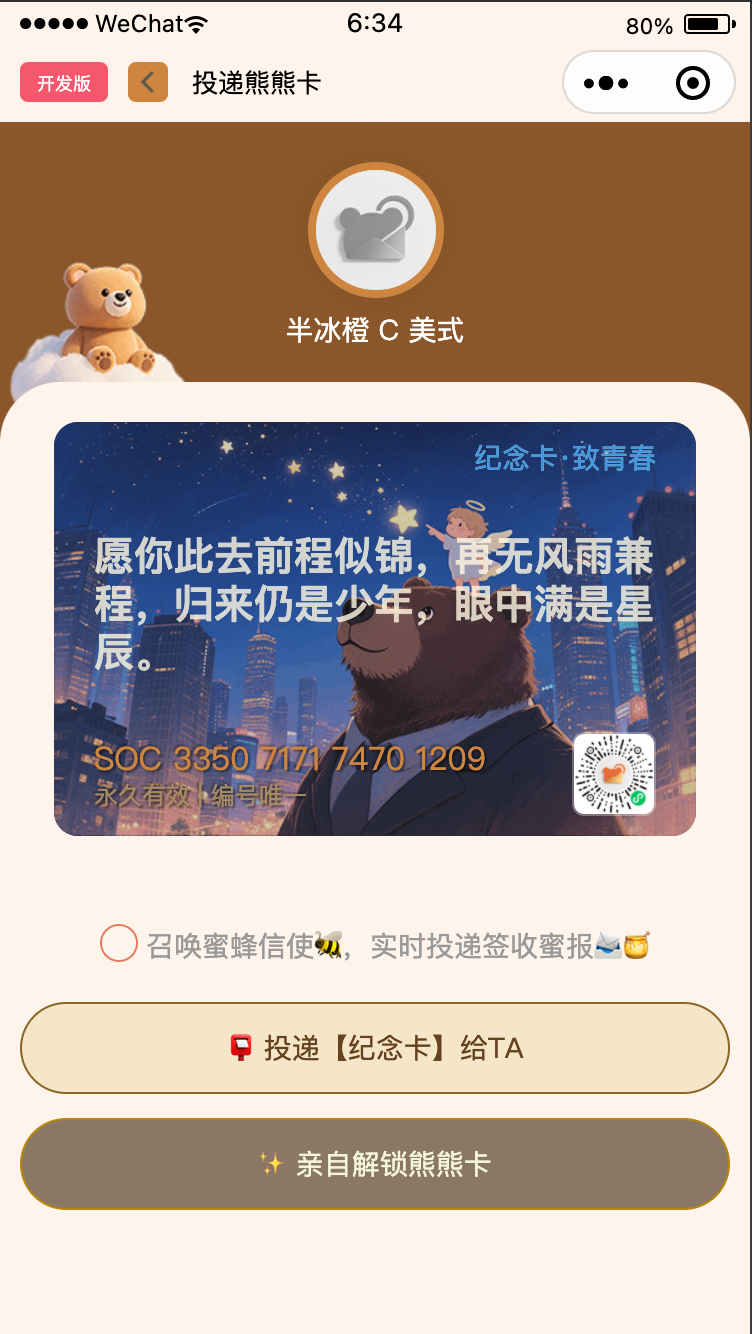 WeChat
6:34
80%
开发版
投递熊熊卡
半冰橙 C 美式
纪念卡·致青春
愿你此去前程似锦，再无风雨兼
程，归来仍是少年，眼中满是星
辰。
SOC 3350 7171 7470 1209
永久有效 | 编号唯一
召唤蜜蜂信使🐝，实时投递签收蜜报📨🍯
📮 投递【纪念卡】给TA
✨ 亲自解锁熊熊卡